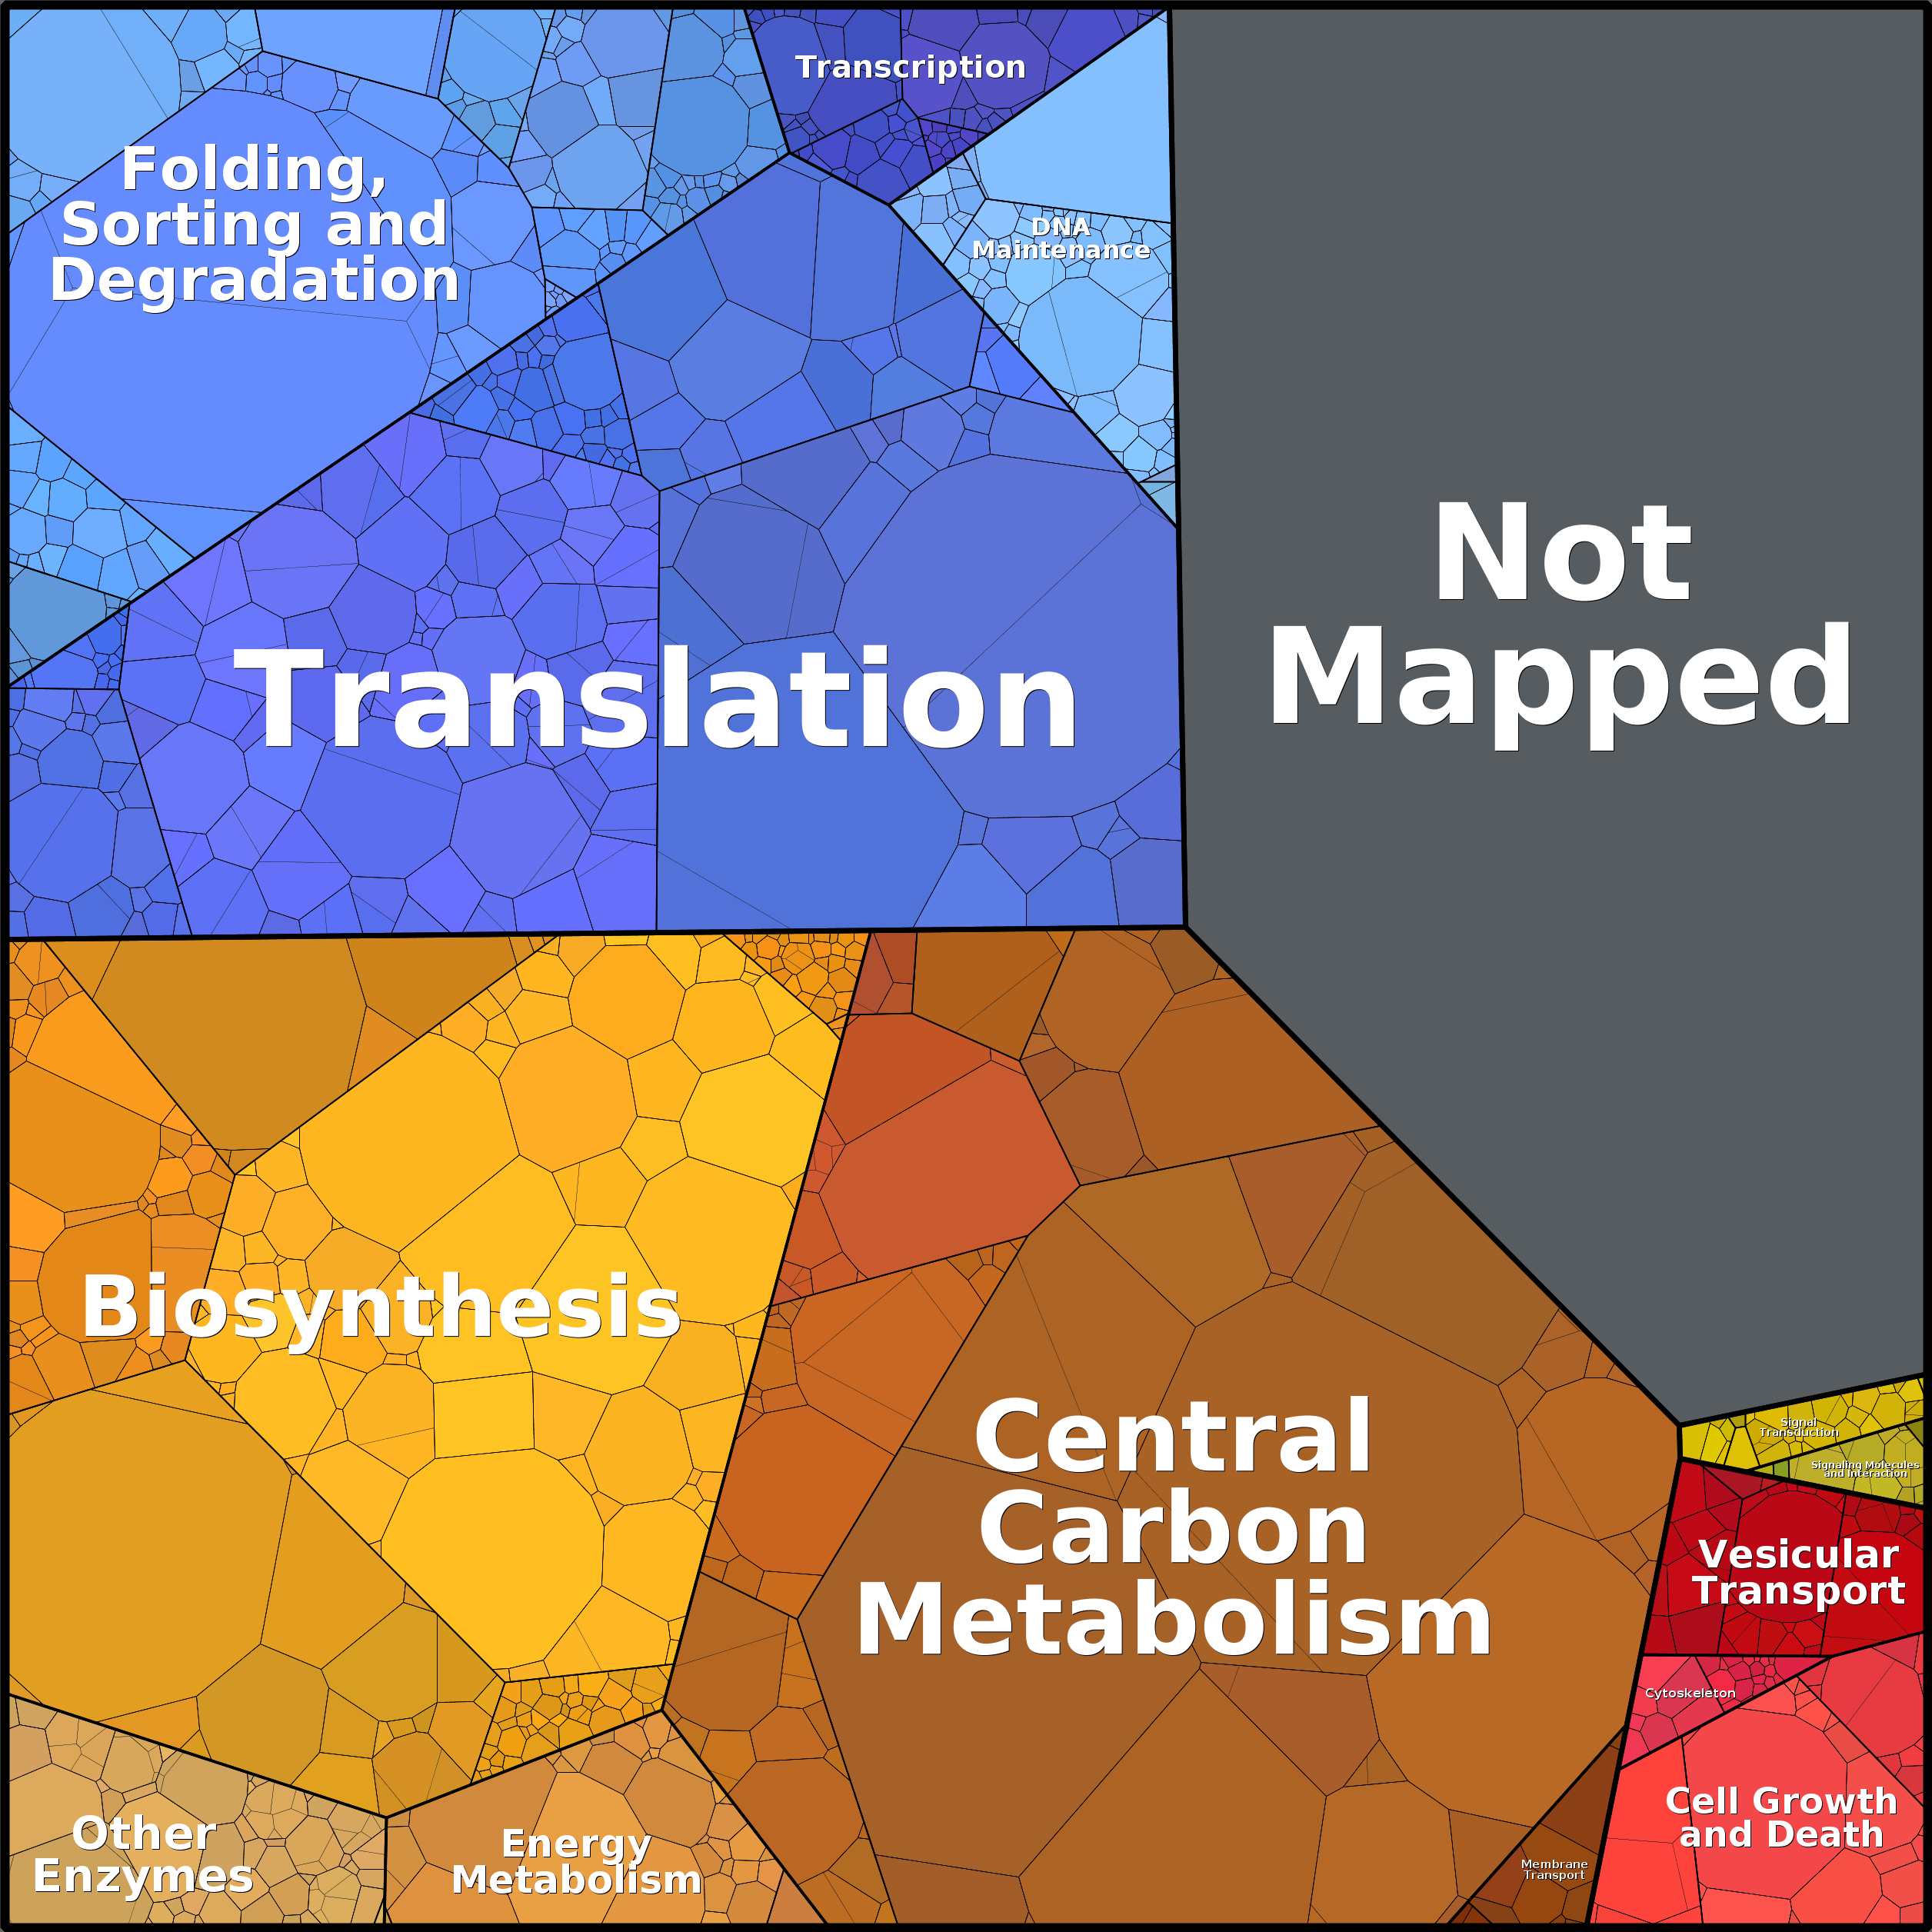 Transcription
Folding,
Sorting and
Degradation
DNA
Maintenance
Not
Mapped
Translation
Biosynthesis
Central
Carbon
Metabolism
Signal
Transduction
Signaling Molecules
and Interaction
Vesicular
Transport
Cytoskeleton
Cell Growth
and Death
Other
Enzymes
Energy
Metabolism
Membrane
Transport